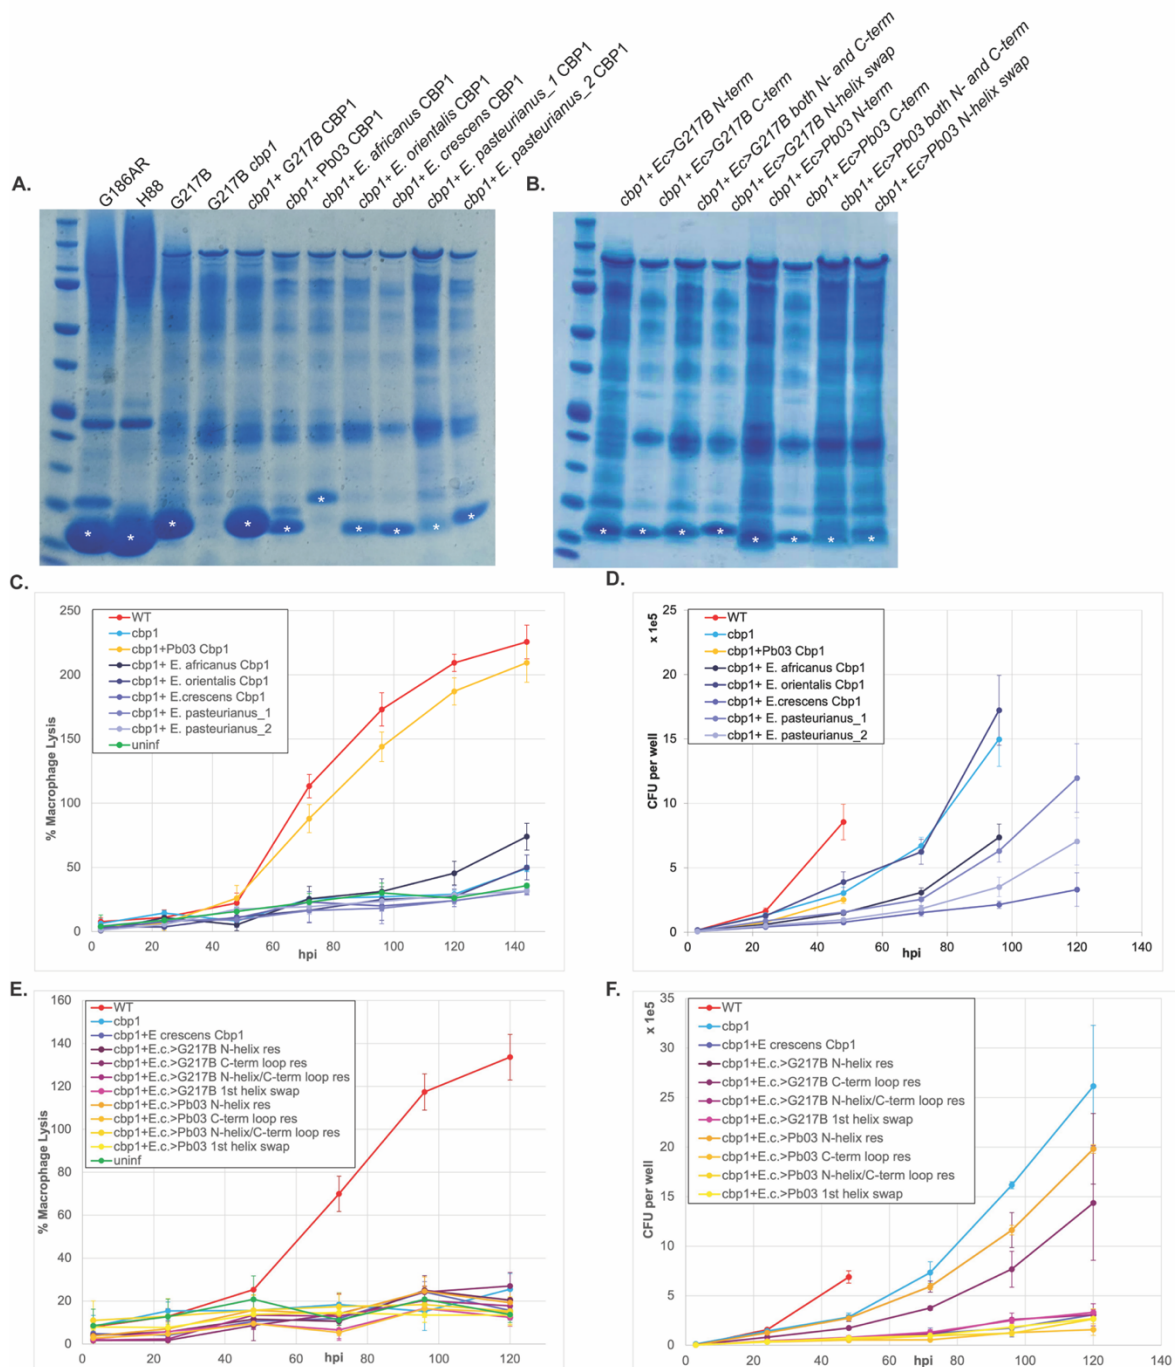 A.
G186AR
H88
G217B
G217B cbp1
cbp1+ G217B CBP1
cbp1+ Pb03 CBP1
cbp1+ E. africanus CBP1
cbp1+ E. orientalis CBP1
cbp1+ E. crescens CBP1
cbp1+ E. pasteurianus_1 CBP1
cbp1+ E. pasteurianus_2 CBP1
* * * * * * * * * *
B.
cbp1+ Ec>G217B N-term
cbp1+ Ec>G217B C-term
cbp1+ Ec>G217B both N- and C-term
cbp1+ Ec>G217B N-helix swap
cbp1+ Ec>Pb03 N-term
cbp1+ Ec>Pb03 C-term
cbp1+ Ec>Pb03 both N- and C-term
cbp1+ Ec>Pb03 N-helix swap
* * * * * * * *
C.
% Macrophage Lysis
250
200
150
100
50
0
WT
cbp1
cbp1+Pb03 Cbp1
cbp1+ E. africanus Cbp1
cbp1+ E. orientalis Cbp1
cbp1+ E.crescens Cbp1
cbp1+ E. pasteurianus_1
cbp1+ E. pasteurianus_2
uninf
0 20 40 60 80 100 120 140
hpi
D.
x 1e5
CFU per well
25
20
15
10
5
0
WT
cbp1
cbp1+Pb03 Cbp1
cbp1+ E. africanus Cbp1
cbp1+ E. orientalis Cbp1
cbp1+ E.crescens Cbp1
cbp1+ E. pasteurianus_1
cbp1+ E. pasteurianus_2
0 20 40 60 80 100 120 140
hpi
E.
% Macrophage Lysis
160
140
120
100
80
60
40
20
0
WT
cbp1
cbp1+E crescens Cbp1
cbp1+E.c.>G217B N-helix res
cbp1+E.c.>G217B C-term loop res
cbp1+E.c.>G217B N-helix/C-term loop res
cbp1+E.c.>G217B 1st helix swap
cbp1+E.c.>Pb03 N-helix res
cbp1+E.c.>Pb03 C-term loop res
cbp1+E.c.>Pb03 N-helix/C-term loop res
cbp1+E.c.>Pb03 1st helix swap
uninf
0 20 40 60 80 100 120
hpi
F.
x 1e5
CFU per well
35
30
25
20
15
10
5
0
WT
cbp1
cbp1+E crescens Cbp1
cbp1+E.c.>G217B N-helix res
cbp1+E.c.>G217B C-term loop res
cbp1+E.c.>G217B N-helix/C-term loop res
cbp1+E.c.>G217B 1st helix swap
cbp1+E.c.>Pb03 N-helix res
cbp1+E.c.>Pb03 C-term loop res
cbp1+E.c.>Pb03 N-helix/C-term loop res
cbp1+E.c.>Pb03 1st helix swap
0 20 40 60 80 100 120 140
hpi